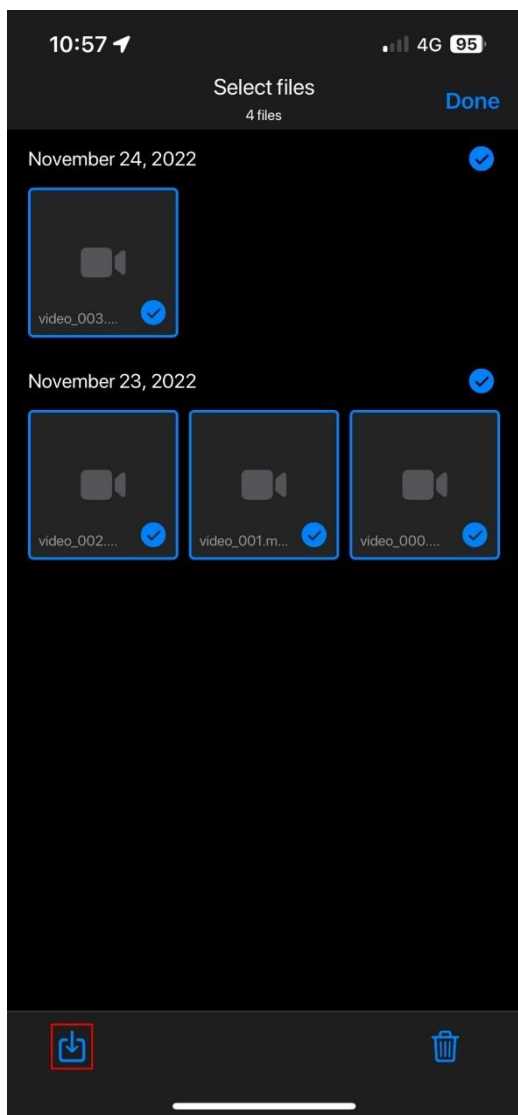 10:57 4G 95
Select files
4 files
Done
November 24, 2022
video_003....
November 23, 2022
video_002.... video_001.m... video_000....